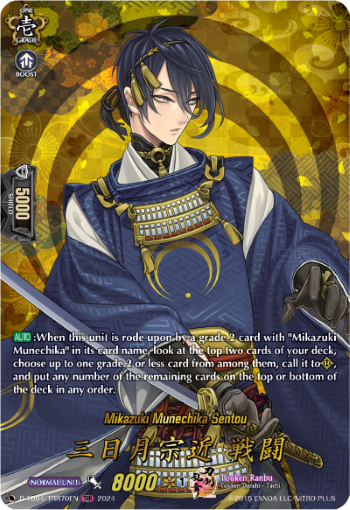 ONE
壱
GRADE
BOOST
5000
SHIELD
AUTO :When this unit is rode upon by a grade 2 card with "Mikazuki
Munechika" in its card name, look at the top two cards of your deck,
choose up to one grade 2 or less card from among them, call it to R,
and put any number of the remaining cards on the top or bottom of
the deck in any order.
Mikazuki Munechika Sentou
三日月宗近 戦闘
NORMAL UNIT
8000
Touken Ranbu
Touken Danshi - Tachi
2024
©2015 EXNOA LLC/NITRO PLUS